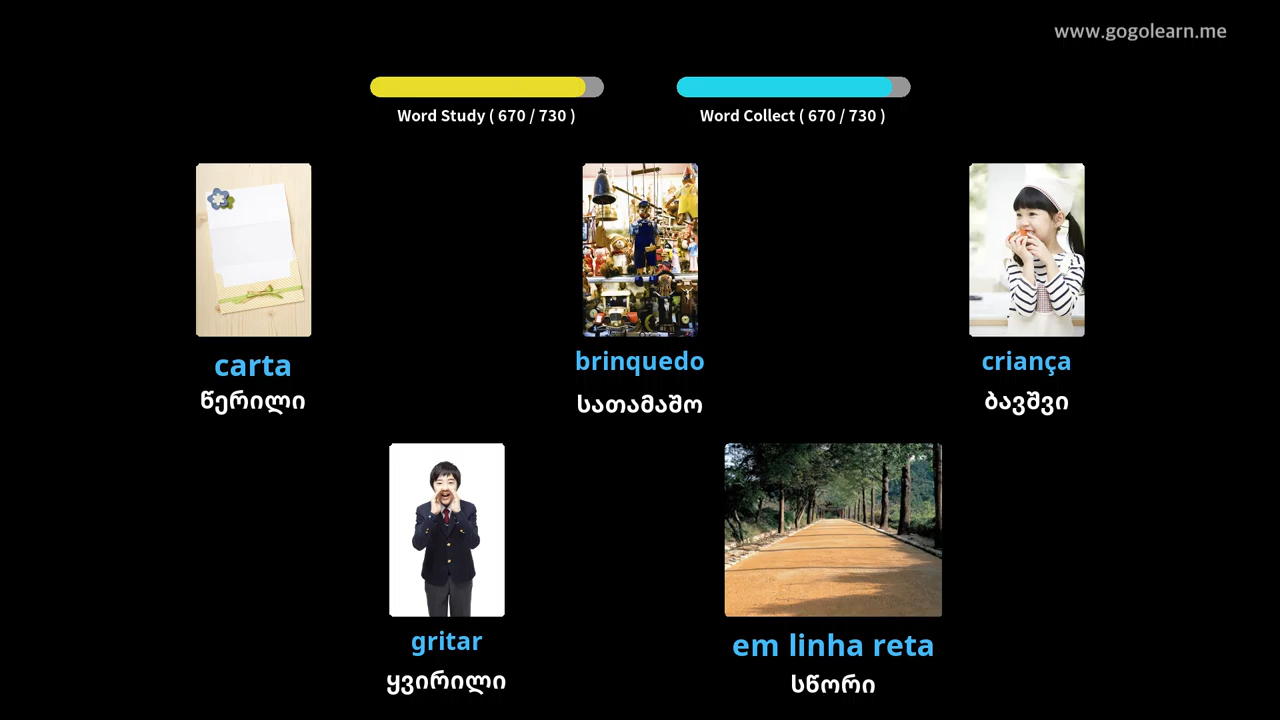 www.gogolearn.me
Word Study ( 670 / 730 )
Word Collect ( 670 / 730 )
carta
წერილი
brinquedo
სათამაშო
criança
ბავშვი
gritar
ყვირილი
em linha reta
სწორი